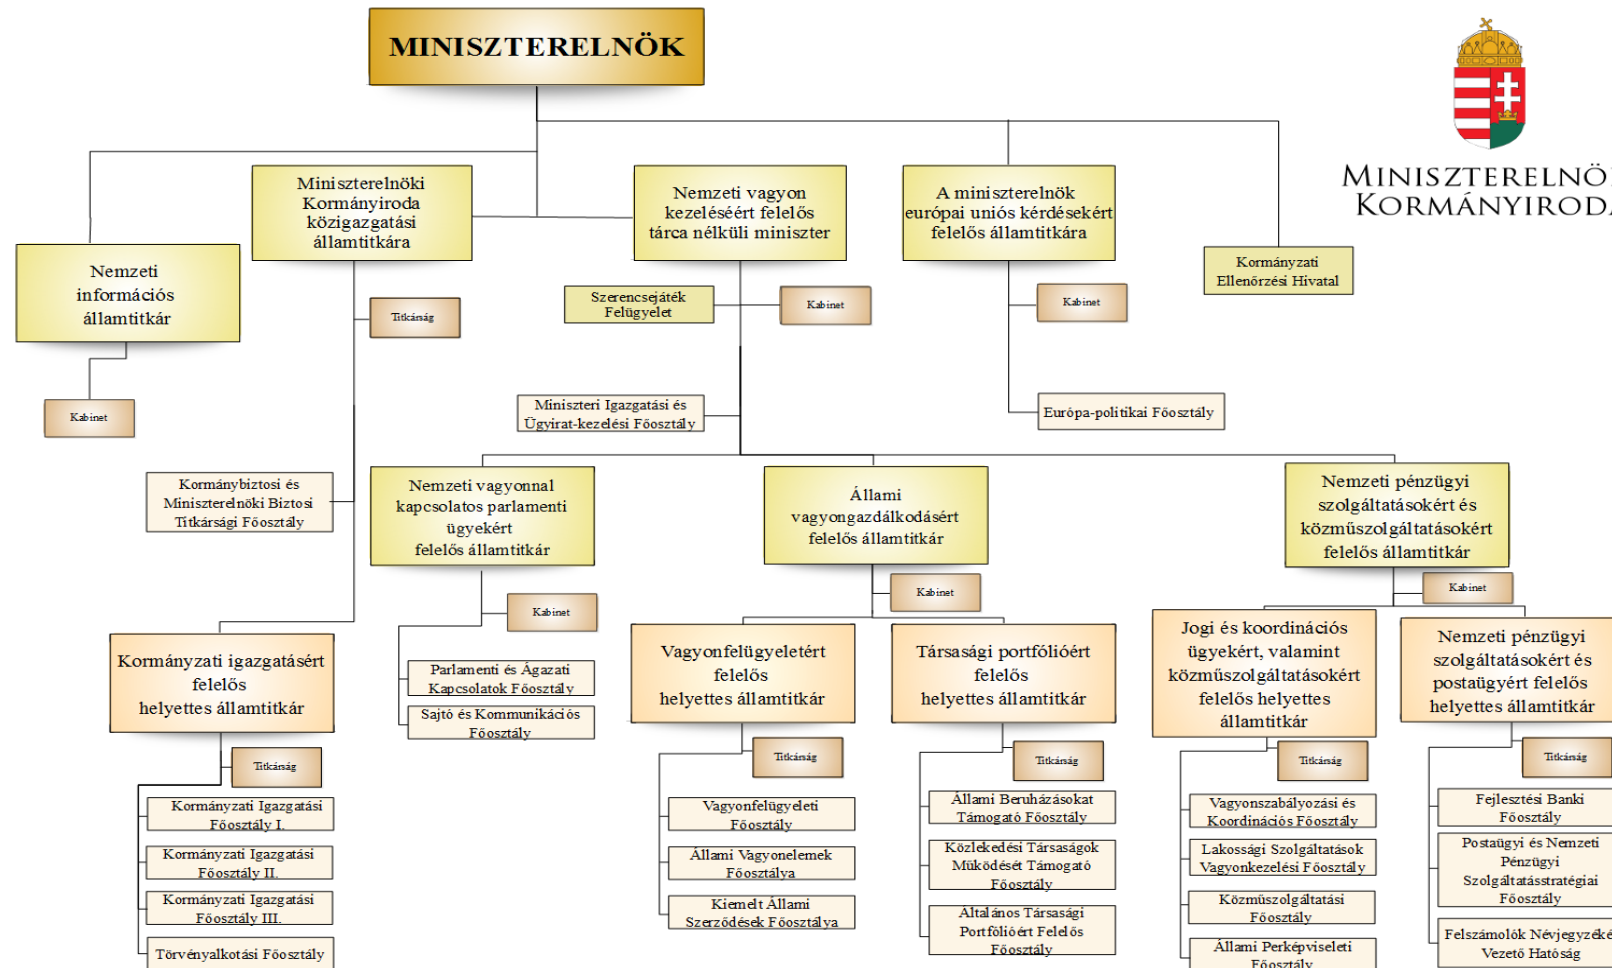 MINISZTERELNÖK
MINISZTERELNÖKI
KORMÁNYIRODA
Miniszterelnöki
Kormányiroda
közigazgatási
államtitkára
Nemzeti vagyon
kezeléséért felelős
tárca nélküli miniszter
A miniszterelnök
európai uniós kérdésekért
felelős államtitkára
Nemzeti
információs
államtitkár
Kormányzati
Ellenőrzési Hivatal
Titkárság
Szerencsejáték
Felügyelet
Kabinet
Kabinet
Kabinet
Miniszteri Igazgatási és
Ügyirat-kezelési Főosztály
Európa-politikai Főosztály
Kormánybiztosi és
Miniszterelnöki Biztosi
Titkársági Főosztály
Nemzeti vagyonnal
kapcsolatos parlamenti
ügyekért
felelős államtitkár
Állami
vagyongazdálkodásért
felelős államtitkár
Nemzeti pénzügyi
szolgáltatásokért és
közműszolgáltatásokért
felelős államtitkár
Kabinet
Kabinet
Kabinet
Kormányzati igazgatásért
felelős
helyettes államtitkár
Parlamenti és Ágazati
Kapcsolatok Főosztály
Sajtó és Kommunikációs
Főosztály
Vagyonfelügyeletért
felelős
helyettes államtitkár
Társasági portfólióért
felelős
helyettes államtitkár
Jogi és koordinációs
ügyekért, valamint
közműszolgáltatásokért
felelős helyettes
államtitkár
Nemzeti pénzügyi
szolgáltatásokért és
postaügyért felelős
helyettes államtitkár
Titkárság
Titkárság
Titkárság
Titkárság
Titkárság
Kormányzati Igazgatási
Főosztály I.
Kormányzati Igazgatási
Főosztály II.
Kormányzati Igazgatási
Főosztály III.
Törvényalkotási Főosztály
Vagyonfelügyeleti
Főosztály
Állami Vagyonelemek
Főosztálya
Kiemelt Állami
Szerződések Főosztálya
Állami Beruházásokat
Támogató Főosztály
Közlekedési Társaságok
Működését Támogató
Főosztály
Általános Társasági
Portfólióért Felelős
Főosztály
Vagyonszabályozási és
Koordinációs Főosztály
Lakossági Szolgáltatások
Vagyonkezelési Főosztály
Közműszolgáltatási
Főosztály
Állami Perképviseleti
Főosztály
Fejlesztési Banki
Főosztály
Postaügyi és Nemzeti
Pénzügyi
Szolgáltatásstratégiai
Főosztály
Felszámolók Névjegyzékét
Vezető Hatóság